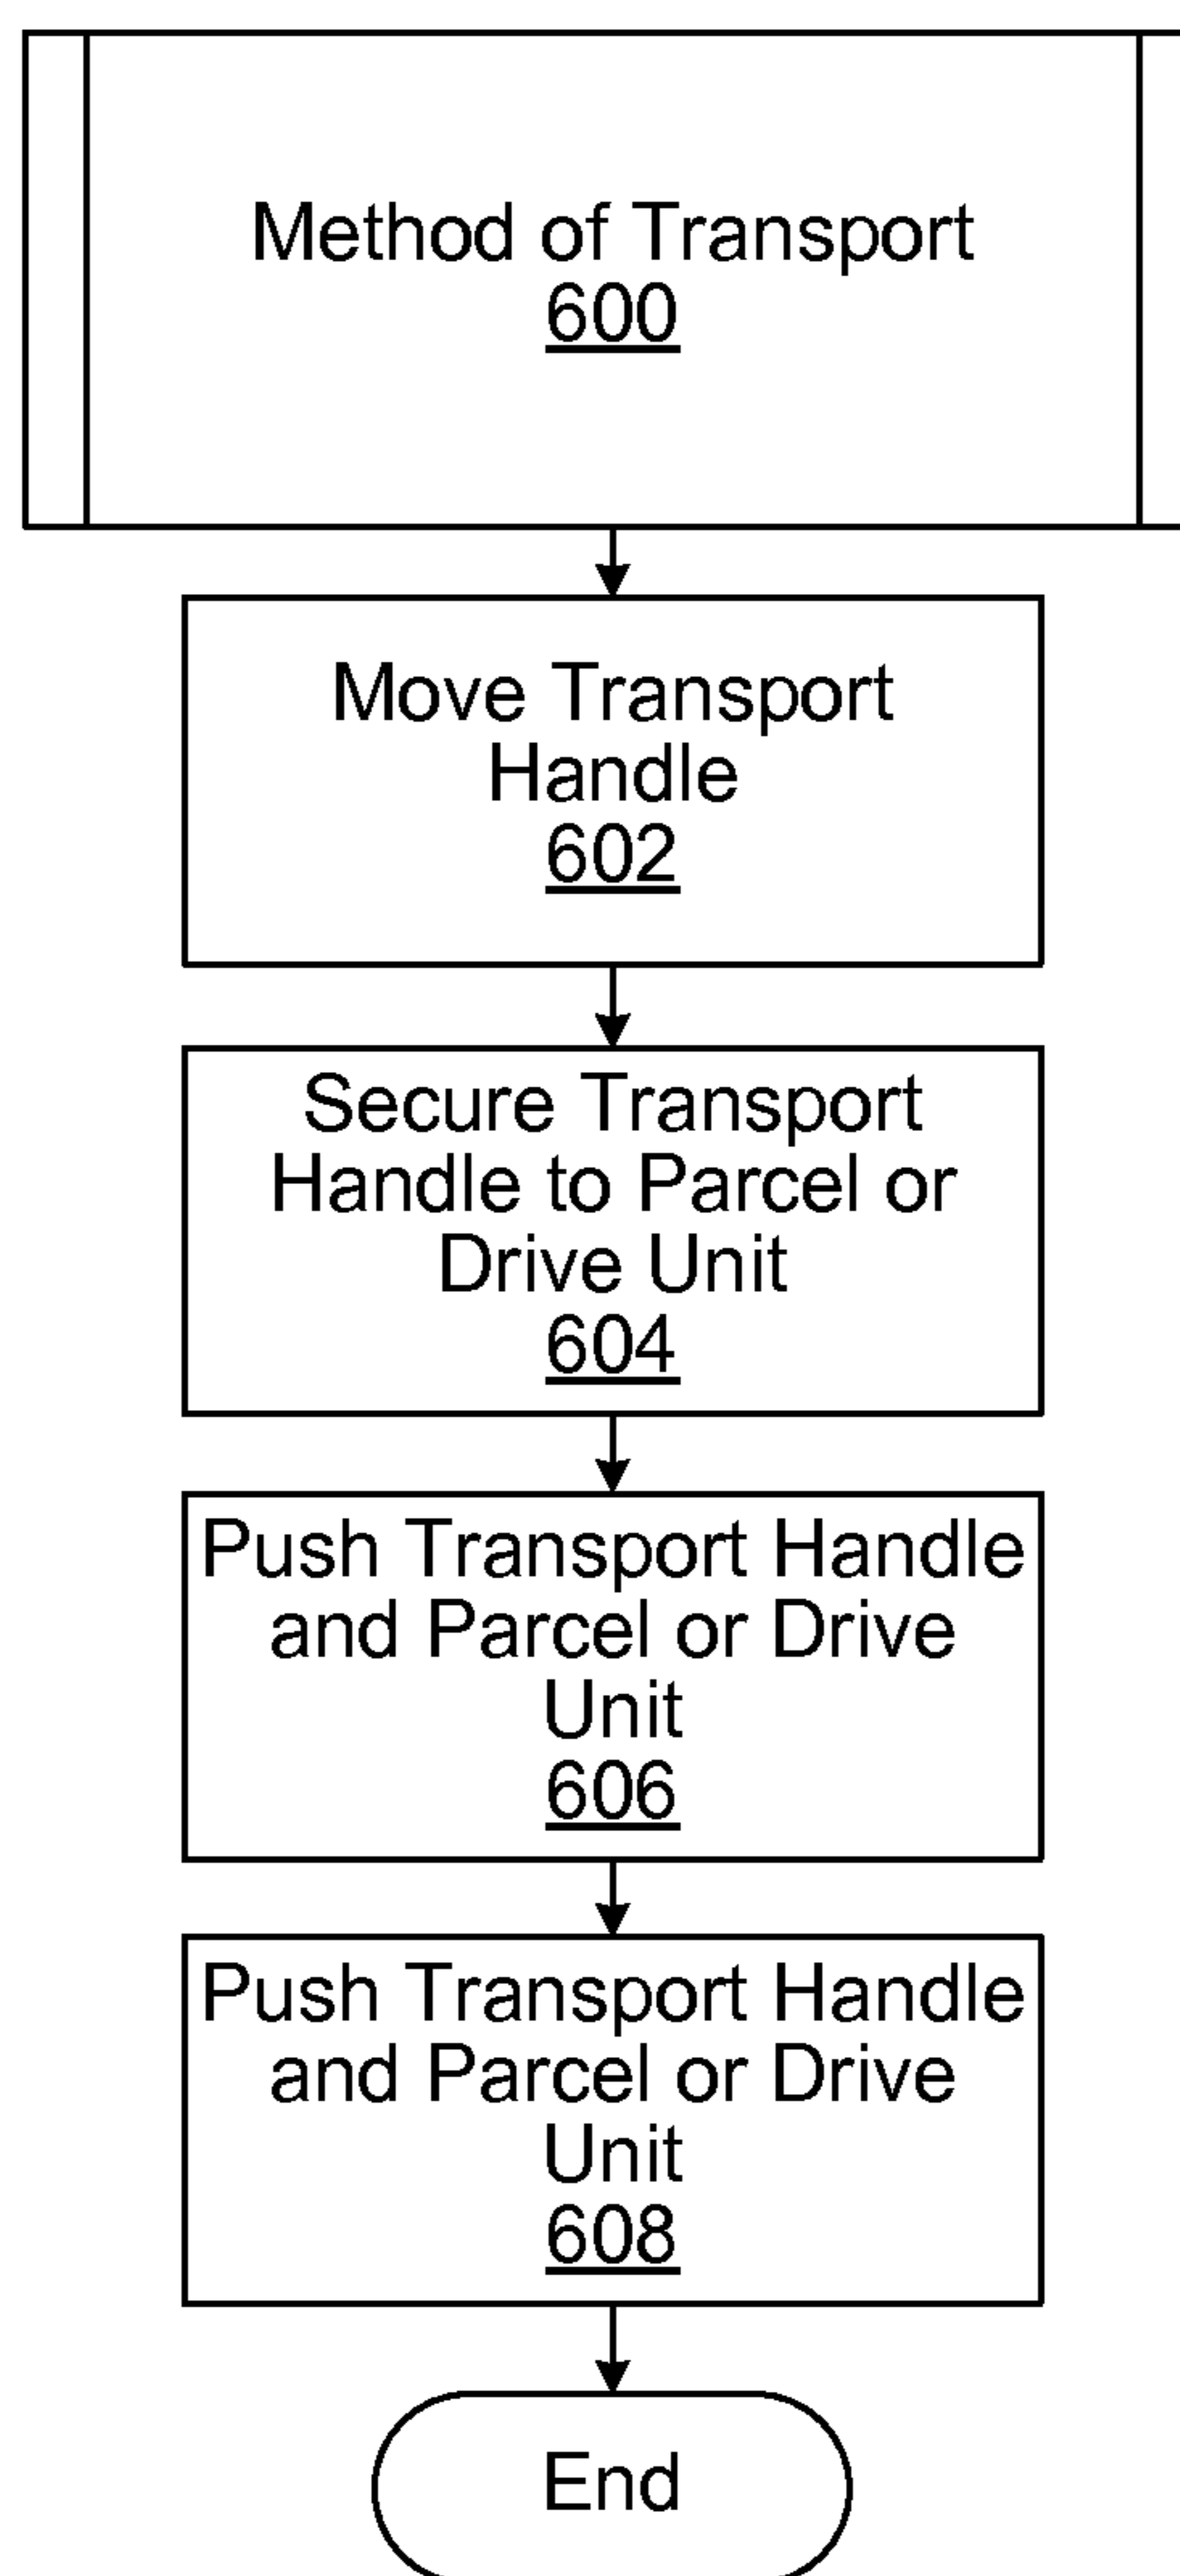 Method of Transport
600
Move Transport
Handle
602
Secure Transport
Handle to Parcel or
Drive Unit
604
Push Transport Handle
and Parcel or Drive
Unit
606
Push Transport Handle
and Parcel or Drive
Unit
608
End